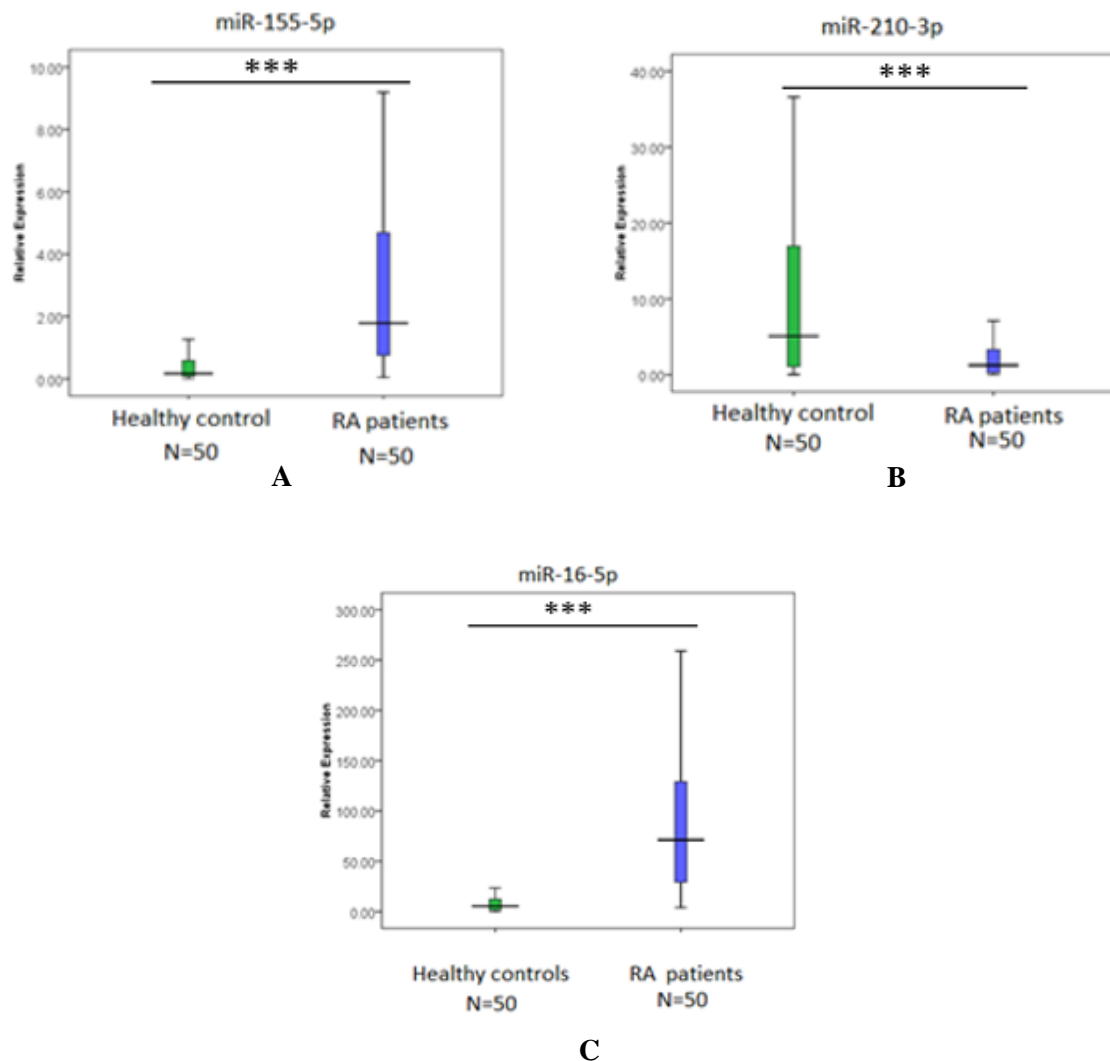 miR-155-5p
***
10.00
8.00
6.00
4.00
2.00
0.00
Relative Expression
Healthy control
N=50
RA patients
N=50
A
miR-210-3p
***
40.00
30.00
20.00
10.00
0.00
Relative Expression
Healthy control
N=50
RA patients
N=50
B
miR-16-5p
***
300.00
250.00
200.00
150.00
100.00
50.00
0.00
Relative Expression
Healthy controls
N=50
RA patients
N=50
C